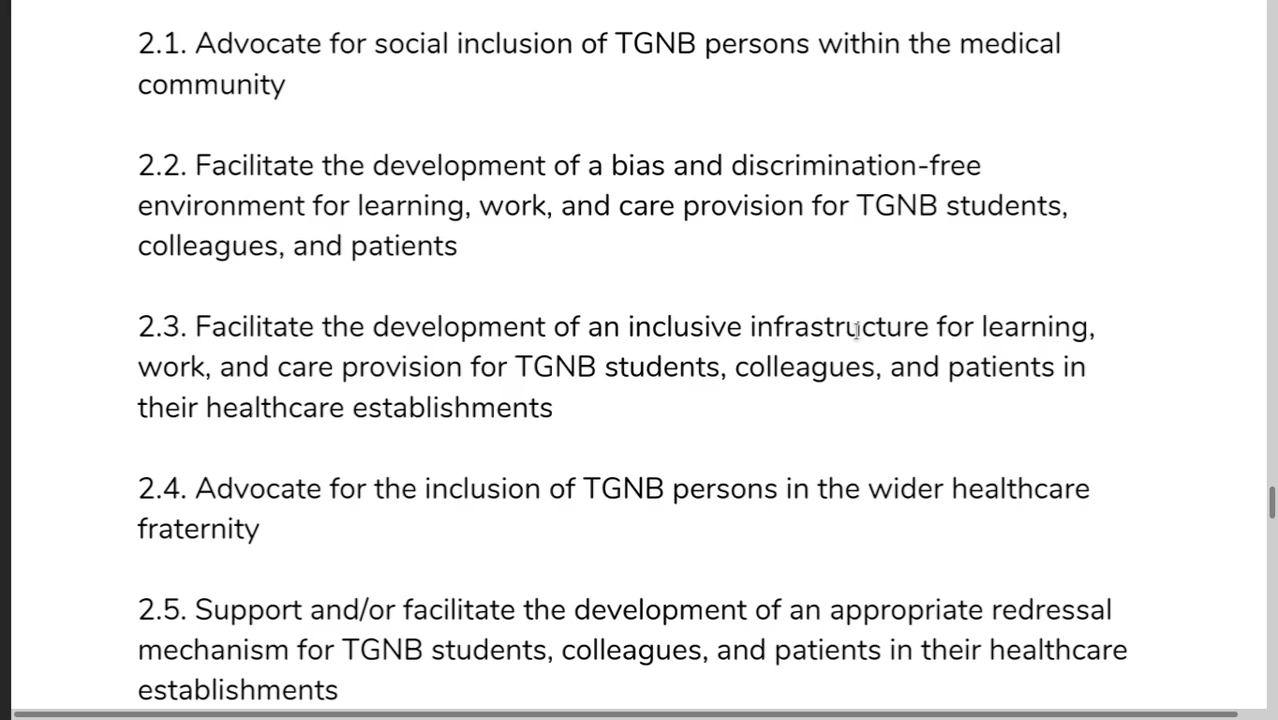 2.1. Advocate for social inclusion of TGNB persons within the medical
community
2.2. Facilitate the development of a bias and discrimination-free
environment for learning, work, and care provision for TGNB students,
colleagues, and patients
2.3. Facilitate the development of an inclusive infrastructure for learning,
work, and care provision for TGNB students, colleagues, and patients in
their healthcare establishments
2.4. Advocate for the inclusion of TGNB persons in the wider healthcare
fraternity
2.5. Support and/or facilitate the development of an appropriate redressal
mechanism for TGNB students, colleagues, and patients in their healthcare
establishments